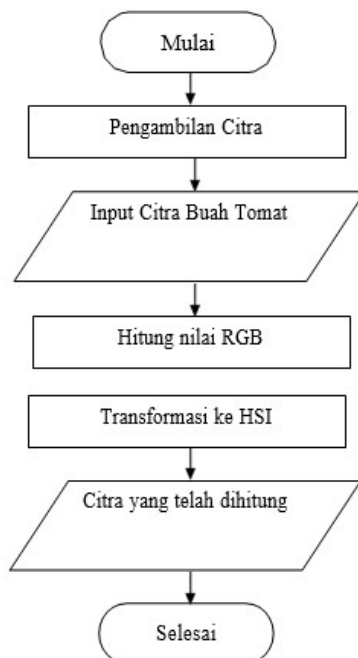 Mulai
Pengambilan Citra
Input Citra Buah Tomat
Hitung nilai RGB
Transformasi ke HSI
Citra yang telah dihitung
Selesai